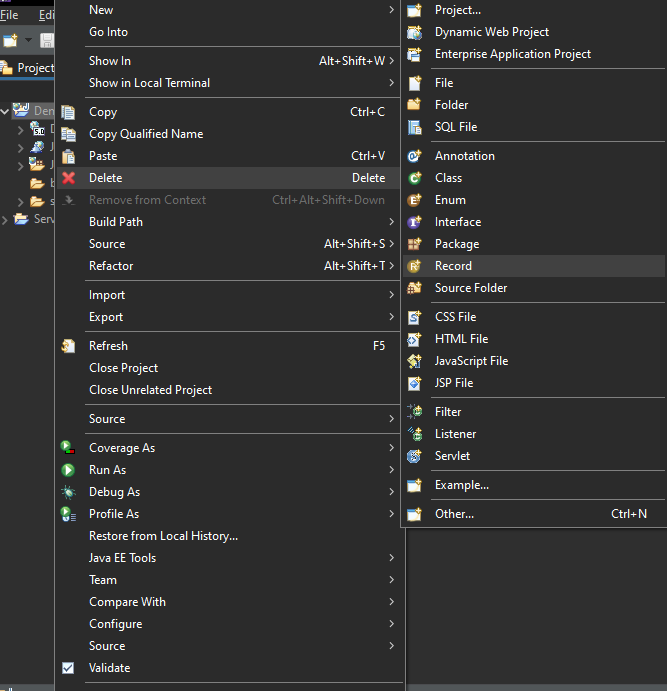 File Edi
Project
Den
D
J
J
b
s
Serv
New
Go Into
Show In Alt+Shift+W
Show in Local Terminal
Copy Ctrl+C
Copy Qualified Name
Paste Ctrl+V
Delete Delete
Remove from Context Ctrl+Alt+Shift+Down
Build Path
Source Alt+Shift+S
Refactor Alt+Shift+T
Import
Export
Refresh F5
Close Project
Close Unrelated Project
Source
Coverage As
Run As
Debug As
Profile As
Restore from Local History...
Java EE Tools
Team
Compare With
Configure
Source
Validate
Project...
Dynamic Web Project
Enterprise Application Project
File
Folder
SQL File
Annotation
Class
Enum
Interface
Package
Record
Source Folder
CSS File
HTML File
JavaScript File
JSP File
Filter
Listener
Servlet
Example...
Other... Ctrl+N